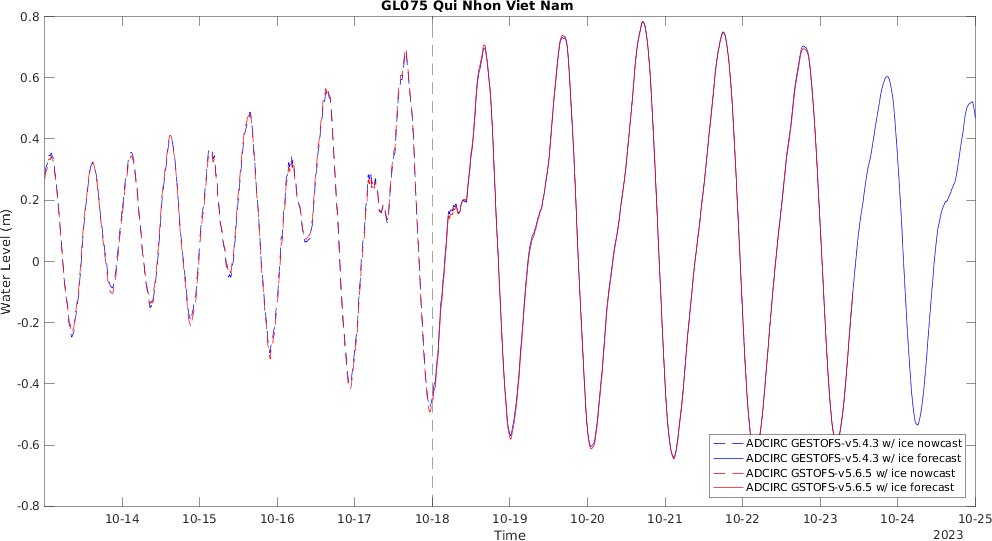 GL075 Qui Nhon Viet Nam
0.8
0.6
0.4
0.2
0
-0.2
-0.4
-0.6
-0.8
Water Level (m)
ADCIRC GESTOFS-v5.4.3 w/ ice nowcast
ADCIRC GESTOFS-v5.4.3 w/ ice forecast
ADCIRC GSTOFS-v5.6.5 w/ ice nowcast
ADCIRC GSTOFS-v5.6.5 w/ ice forecast
10-14 10-15 10-16 10-17 10-18 10-19 10-20 10-21 10-22 10-23 10-24 10-25
Time
2023